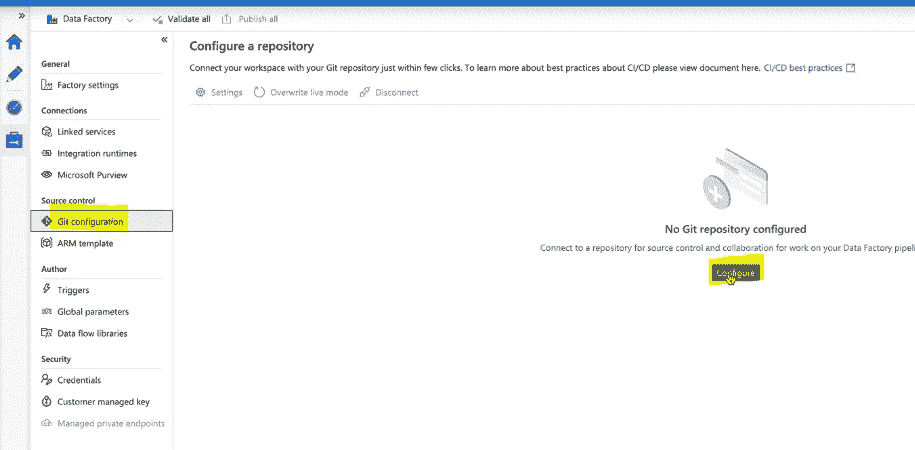 Data Factory
Validate all
Publish all
General
Factory settings
Connections
Linked services
Integration runtimes
Microsoft Purview
Source control
Git configuration
ARM template
Author
Triggers
Global parameters
Data flow libraries
Security
Credentials
Customer managed key
Managed private endpoints
Configure a repository
Connect your workspace with your Git repository just within few clicks. To learn more about best practices about CI/CD please view document here. CI/CD best practices
Settings
Overwrite live mode
Disconnect
No Git repository configured
Connect to a repository for source control and collaboration for work on your Data Factory
Configure